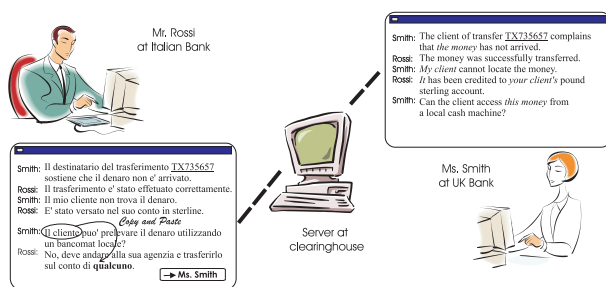 Mr. Rossi
at Italian Bank
Smith: The client of transfer TX735657 complains
that the money has not arrived.
Rossi: The money was successfully transferred.
Smith: My client cannot locate the money.
Rossi: It has been credited to your client's pound
sterling account.
Smith: Can the client access this money from
a local cash machine?
Smith: Il destinatario del trasferimento TX735657
sostiene che il denaro non e' arrivato.
Rossi: Il trasferimento e' stato effetuato correttamente.
Smith: Il mio cliente non trova il denaro.
Rossi: E' stato versato nel suo conto in sterline.
Copy and Paste
Smith: Il cliente puo' prelevare il denaro utilizzando
un bancomat locale?
Rossi: No, deve andare alla sua agenzia e trasferirlo
sul conto di qualcuno.
Ms. Smith
Server at
clearinghouse
Ms. Smith
at UK Bank